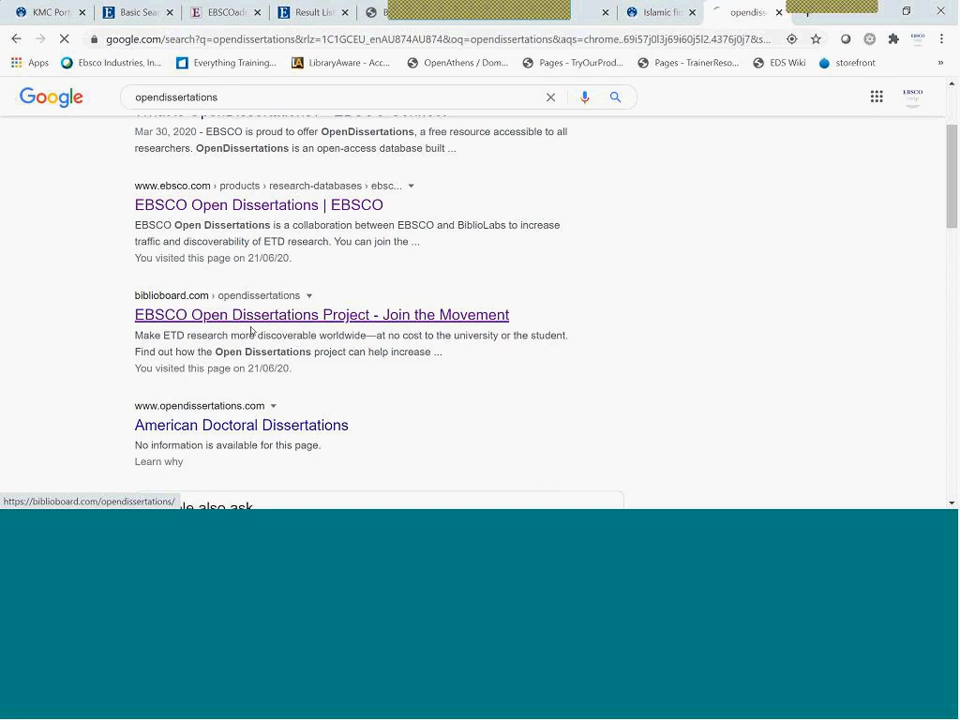 KMC Port
Basic Sea
EBSCOad
Result Lis
B
Islamic fi
opendiss
google.com/search?q=opendissertations&rlz=1C1GCEU_enAU874AU874&oq=opendissertations&aqs=chrome..69i57j0l3j69i60j5l2.4376j0j7&s...
Apps
Ebsco Industries, In...
Everything Training...
LibraryAware - Acc...
OpenAthens / Dom...
Pages - TryOurProd...
Pages - TrainerReso...
EDS Wiki
storefront
»
Google
opendissertations
EBSCO
Mar 30, 2020 - EBSCO is proud to offer OpenDissertations, a free resource accessible to all
researchers. OpenDissertations is an open-access database built ...
www.ebsco.com › products › research-databases › ebsc...
EBSCO Open Dissertations | EBSCO
EBSCO Open Dissertations is a collaboration between EBSCO and BiblioLabs to increase
traffic and discoverability of ETD research. You can join the ...
You visited this page on 21/06/20.
biblioboard.com › opendissertations
EBSCO Open Dissertations Project - Join the Movement
Make ETD research more discoverable worldwide—at no cost to the university or the student.
Find out how the Open Dissertations project can help increase ...
You visited this page on 21/06/20.
www.opendissertations.com
American Doctoral Dissertations
No information is available for this page.
Learn why
https://biblioboard.com/opendissertations/
le also ask